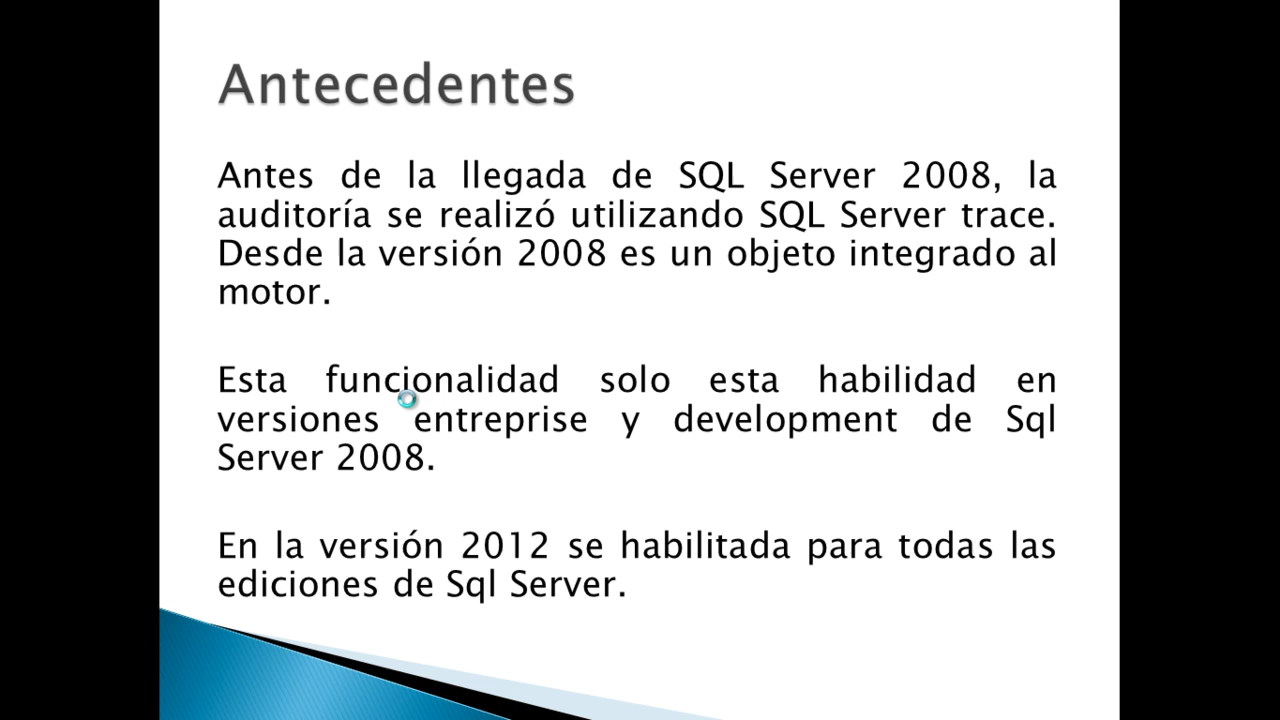 Antecedentes
Antes de la llegada de SQL Server 2008, la
auditoría se realizó utilizando SQL Server trace.
Desde la versión 2008 es un objeto integrado al
motor.
Esta funcionalidad solo esta habilidad en
versiones entreprise y development de Sql
Server 2008.
En la versión 2012 se habilitada para todas las
ediciones de Sql Server.